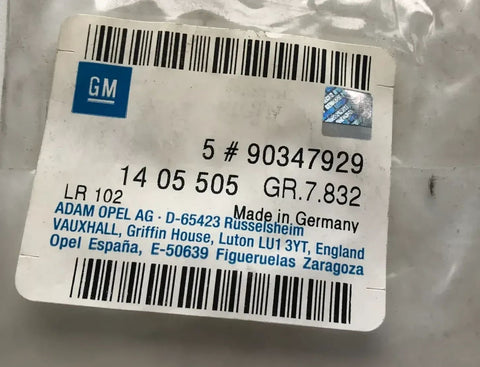 GM
5 # 90347929
14 05 505 GR.7.832
LR 102
Made in Germany
ADAM OPEL AG · D-65423 Rüsselsheim
VAUXHALL, Griffin House, Luton LU1 3YT, England
Opel España, E-50639 Figueruelas Zaragoza